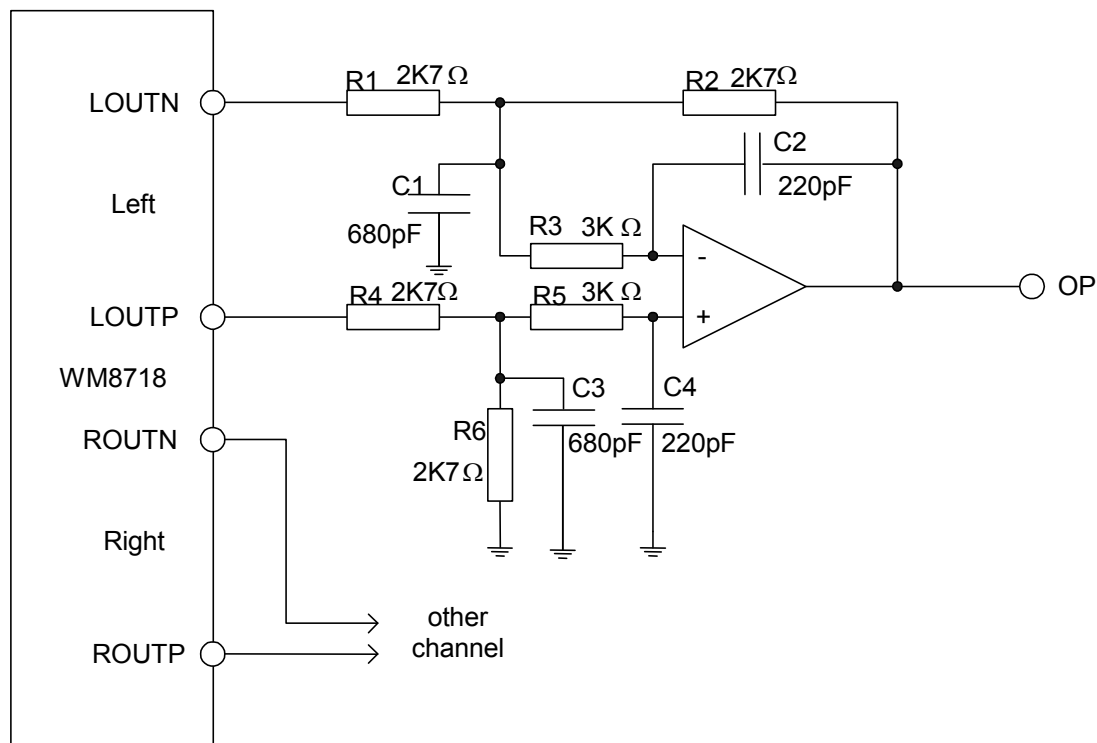 R1 2K7 Ω
R2 2K7Ω
LOUTN
C2
220pF
C1
680pF
Left
R3 3K Ω
-
R4 2K7Ω
R5 3K Ω
LOUTP
+
OP
WM8718
C3
680pF
C4
220pF
ROUTN
R6
2K7Ω
Right
other
channel
ROUTP